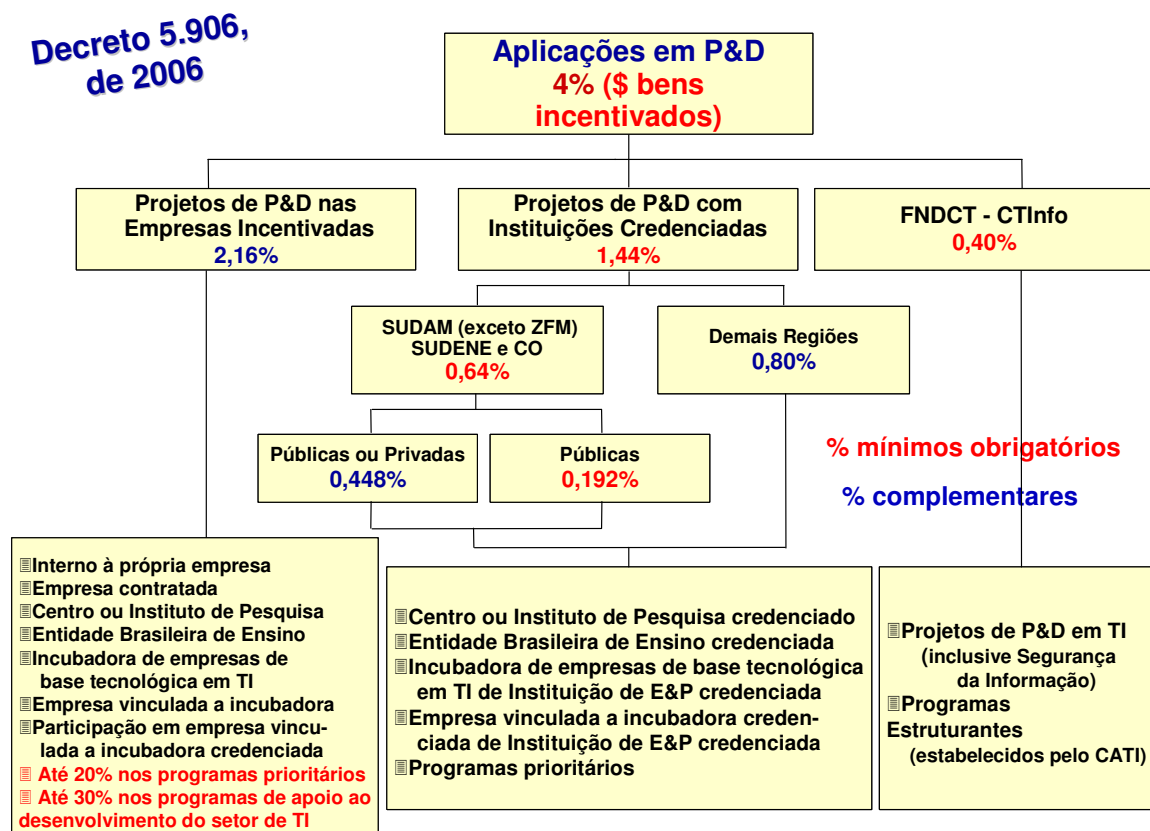 Decreto 5.906,
de 2006
Aplicações em P&D
4% ($ bens
incentivados)
Projetos de P&D nas
Empresas Incentivadas
2,16%
Projetos de P&D com
Instituições Credenciadas
1,44%
FNDCT - CTInfo
0,40%
SUDAM (exceto ZFM)
SUDENE e CO
0,64%
Demais Regiões
0,80%
Públicas ou Privadas
0,448%
Públicas
0,192%
% mínimos obrigatórios
% complementares
Interno à própria empresa
Empresa contratada
Centro ou Instituto de Pesquisa
Entidade Brasileira de Ensino
Incubadora de empresas de
base tecnológica em TI
Empresa vinculada a incubadora
Participação em empresa vincu-
lada a incubadora credenciada
Até 20% nos programas prioritários
Até 30% nos programas de apoio ao
desenvolvimento do setor de TI
Centro ou Instituto de Pesquisa credenciado
Entidade Brasileira de Ensino credenciada
Incubadora de empresas de base tecnológica
em TI de Instituição de E&P credenciada
Empresa vinculada a incubadora creden-
ciada de Instituição de E&P credenciada
Programas prioritários
Projetos de P&D em TI
(inclusive Segurança
da Informação)
Programas
Estruturantes
(estabelecidos pelo CATI)